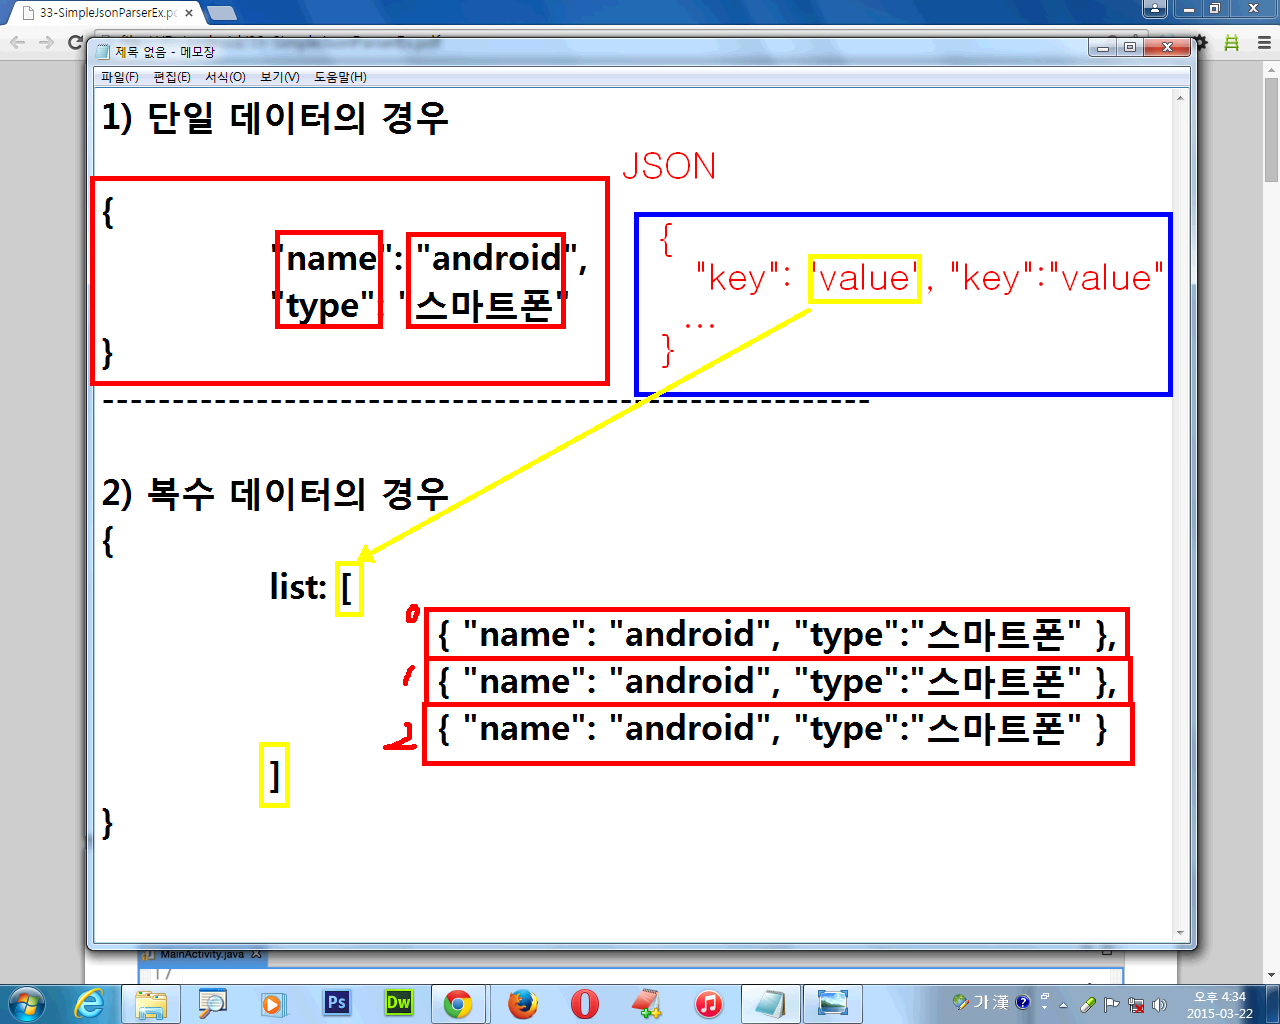 33-SimpleJsonParserEx.pd
제목 없음 - 메모장
파일(F) 편집(E) 서식(O) 보기(V) 도움말(H)
1) 단일 데이터의 경우
JSON
{
"name": "android",
"type": "스마트폰"
}
{
"key": "value", "key":"value"
...
}
------------------------------------------------------
2) 복수 데이터의 경우
{
list: [
0 { "name": "android", "type":"스마트폰" },
1 { "name": "android", "type":"스마트폰" },
2 { "name": "android", "type":"스마트폰" }
]
}
MainActivity.java
Ps Dw
가 漢
오후 4:34
2015-03-22